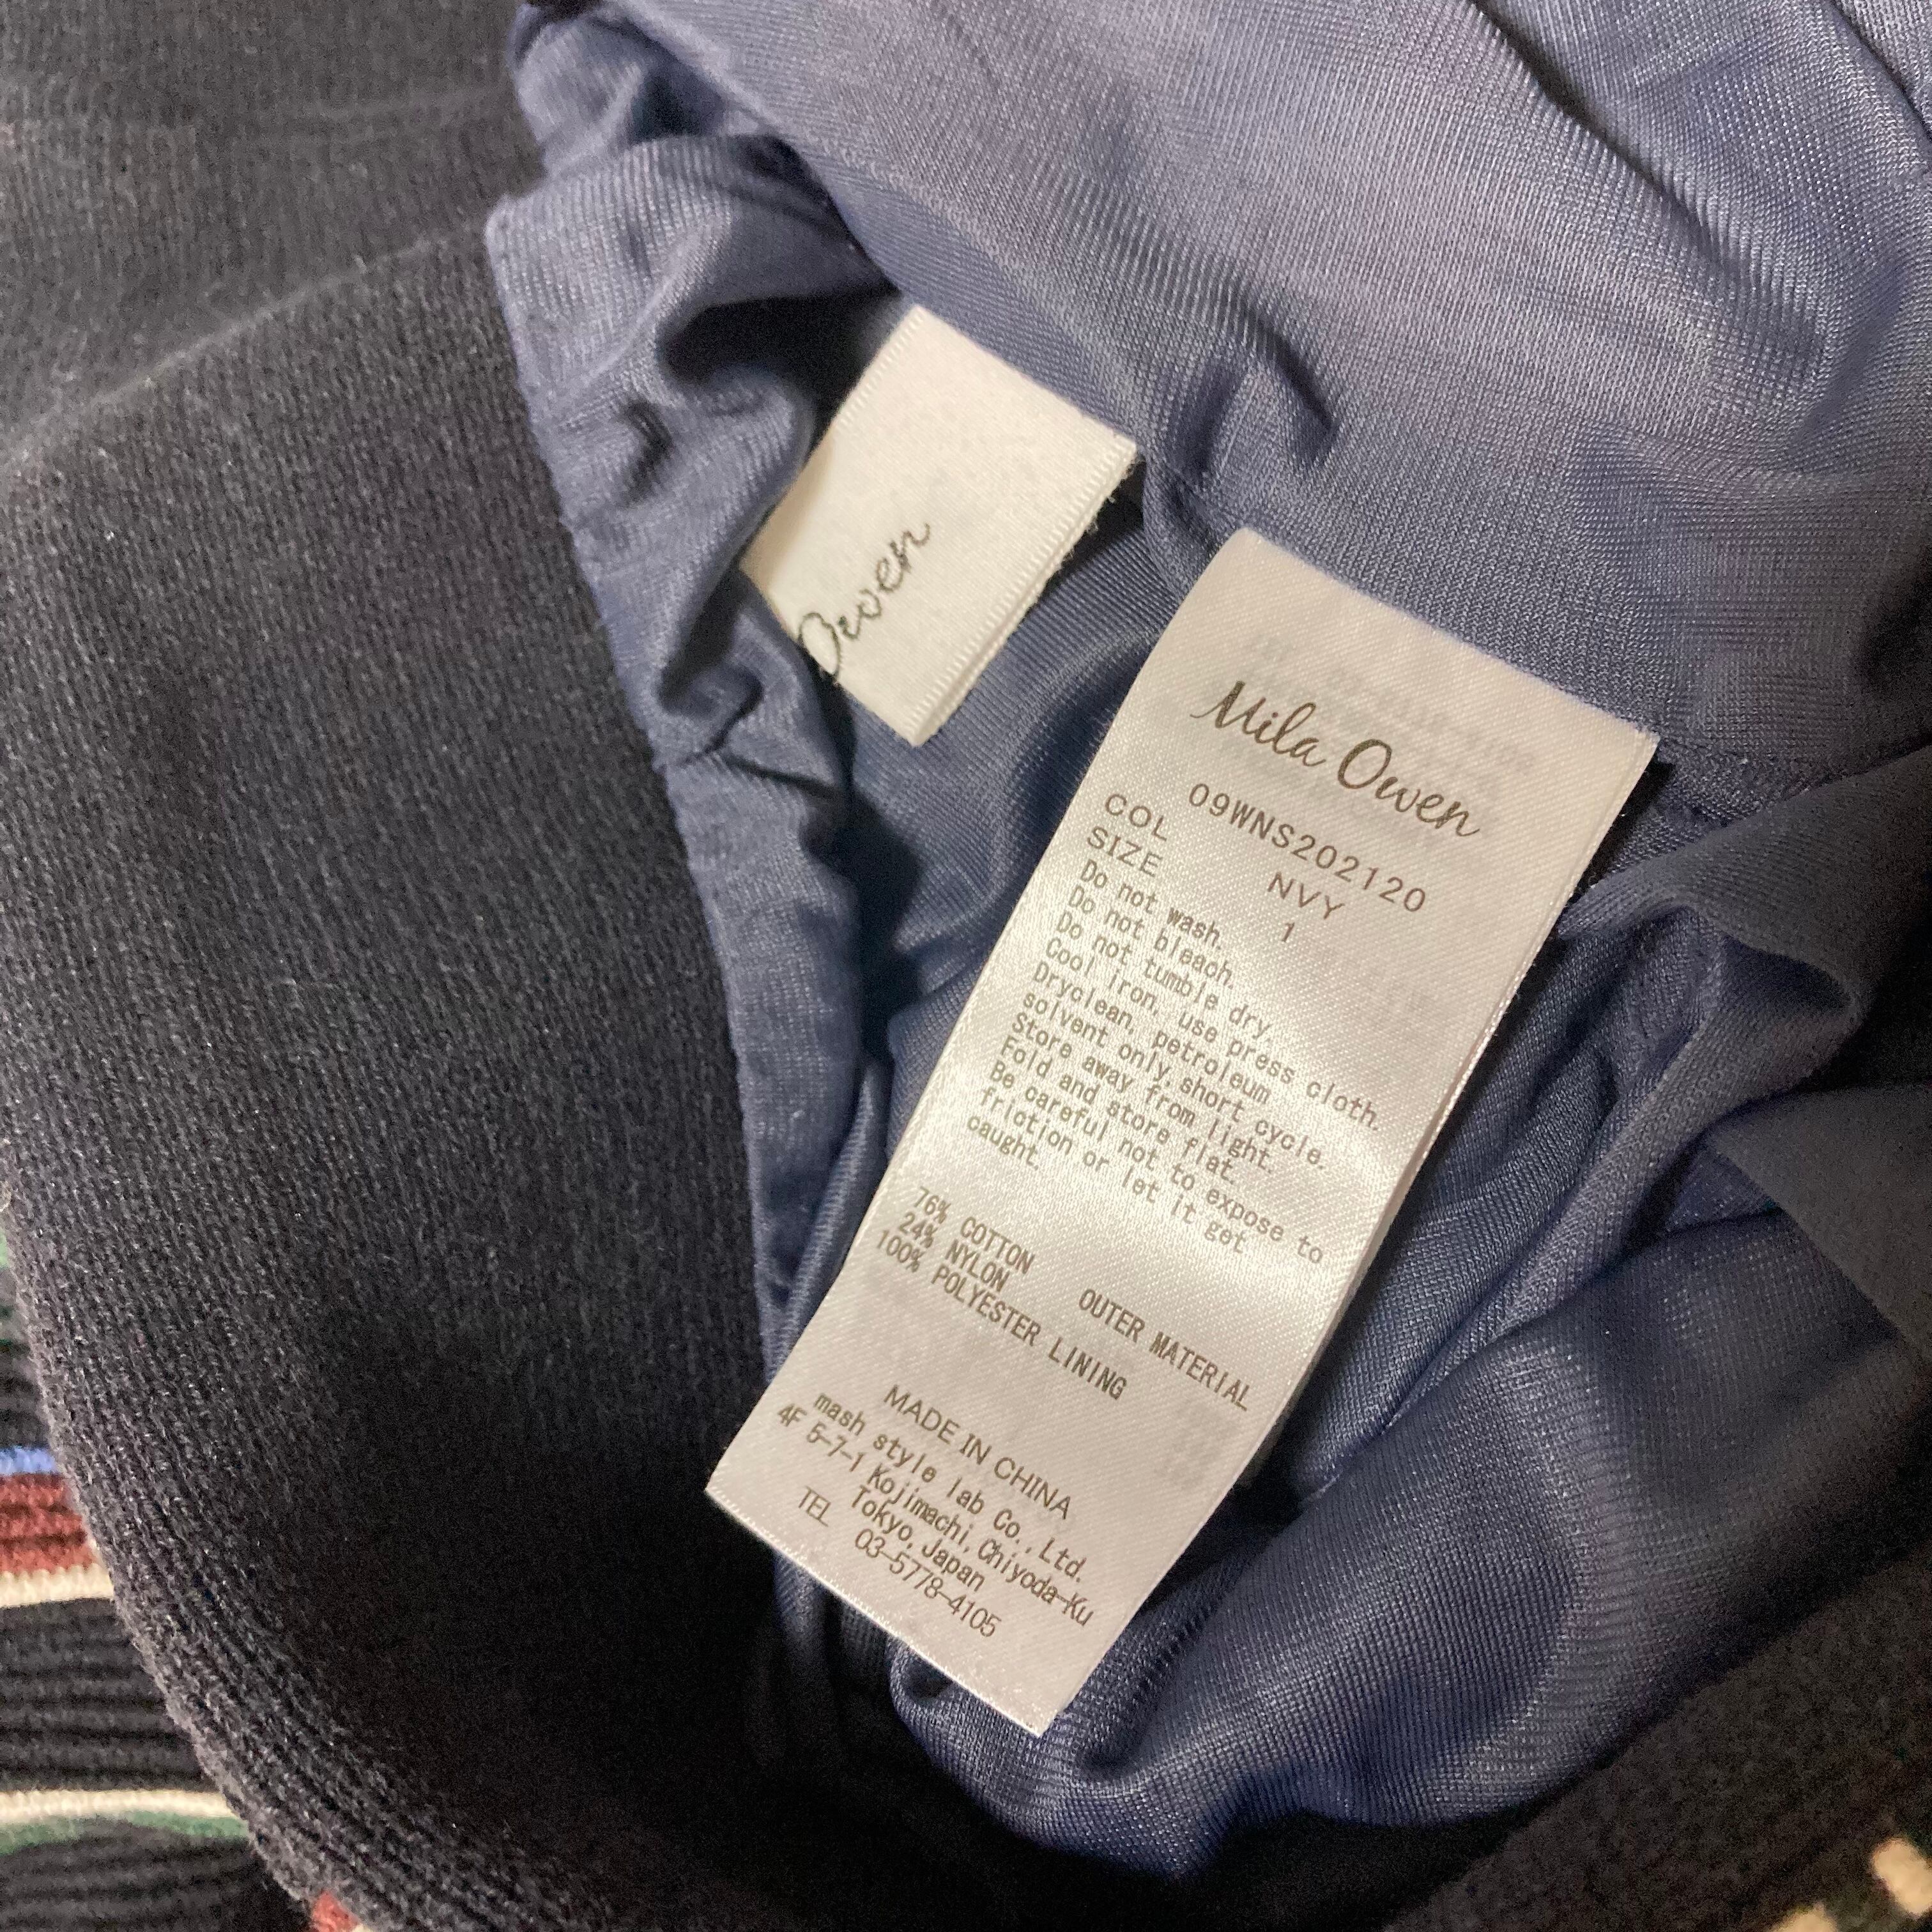 Owen
Mila Owen
09WNS202120
COL NVY
SIZE 1
Do not wash.
Do not bleach.
Do not tumble dry.
Cool iron, use press cloth.
Dryclean, petroleum
solvent only, short cycle.
Store away from light.
Fold and store flat.
Be careful not to expose to
friction or let it get
caught.
76% COTTON
24% NYLON OUTER MATERIAL
100% POLYESTER LINING
MADE IN CHINA
mash style lab Co., Ltd.
4F 5-7-1 Kojimachi, Chiyoda-Ku
Tokyo, Japan
TEL 03-5778-4105